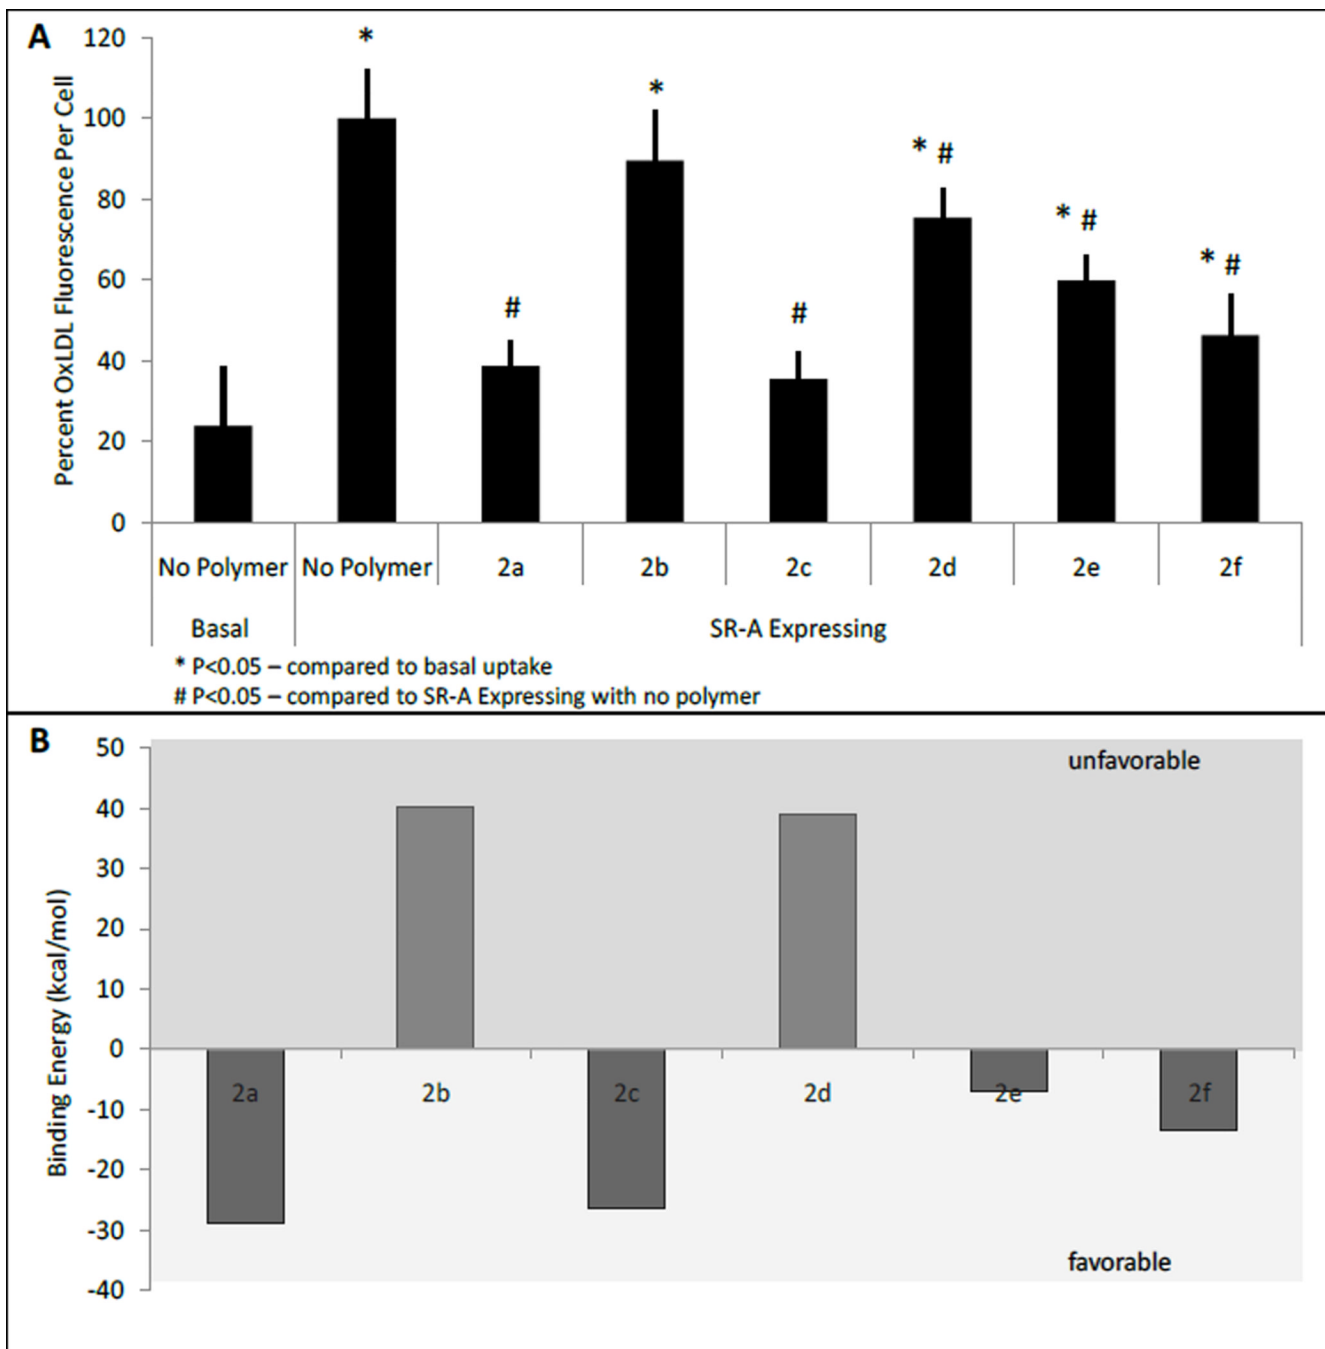 A
Percent OxLDL Fluorescence Per Cell
120
100
80
60
40
20
0
*
#
*
#
* #
* #
* #
No Polymer No Polymer 2a 2b 2c 2d 2e 2f
Basal SR-A Expressing
* P<0.05 – compared to basal uptake
# P<0.05 – compared to SR-A Expressing with no polymer
B
Binding Energy (kcal/mol)
50
40
30
20
10
0
-10
-20
-30
-40
unfavorable
2a 2b 2c 2d 2e 2f
favorable